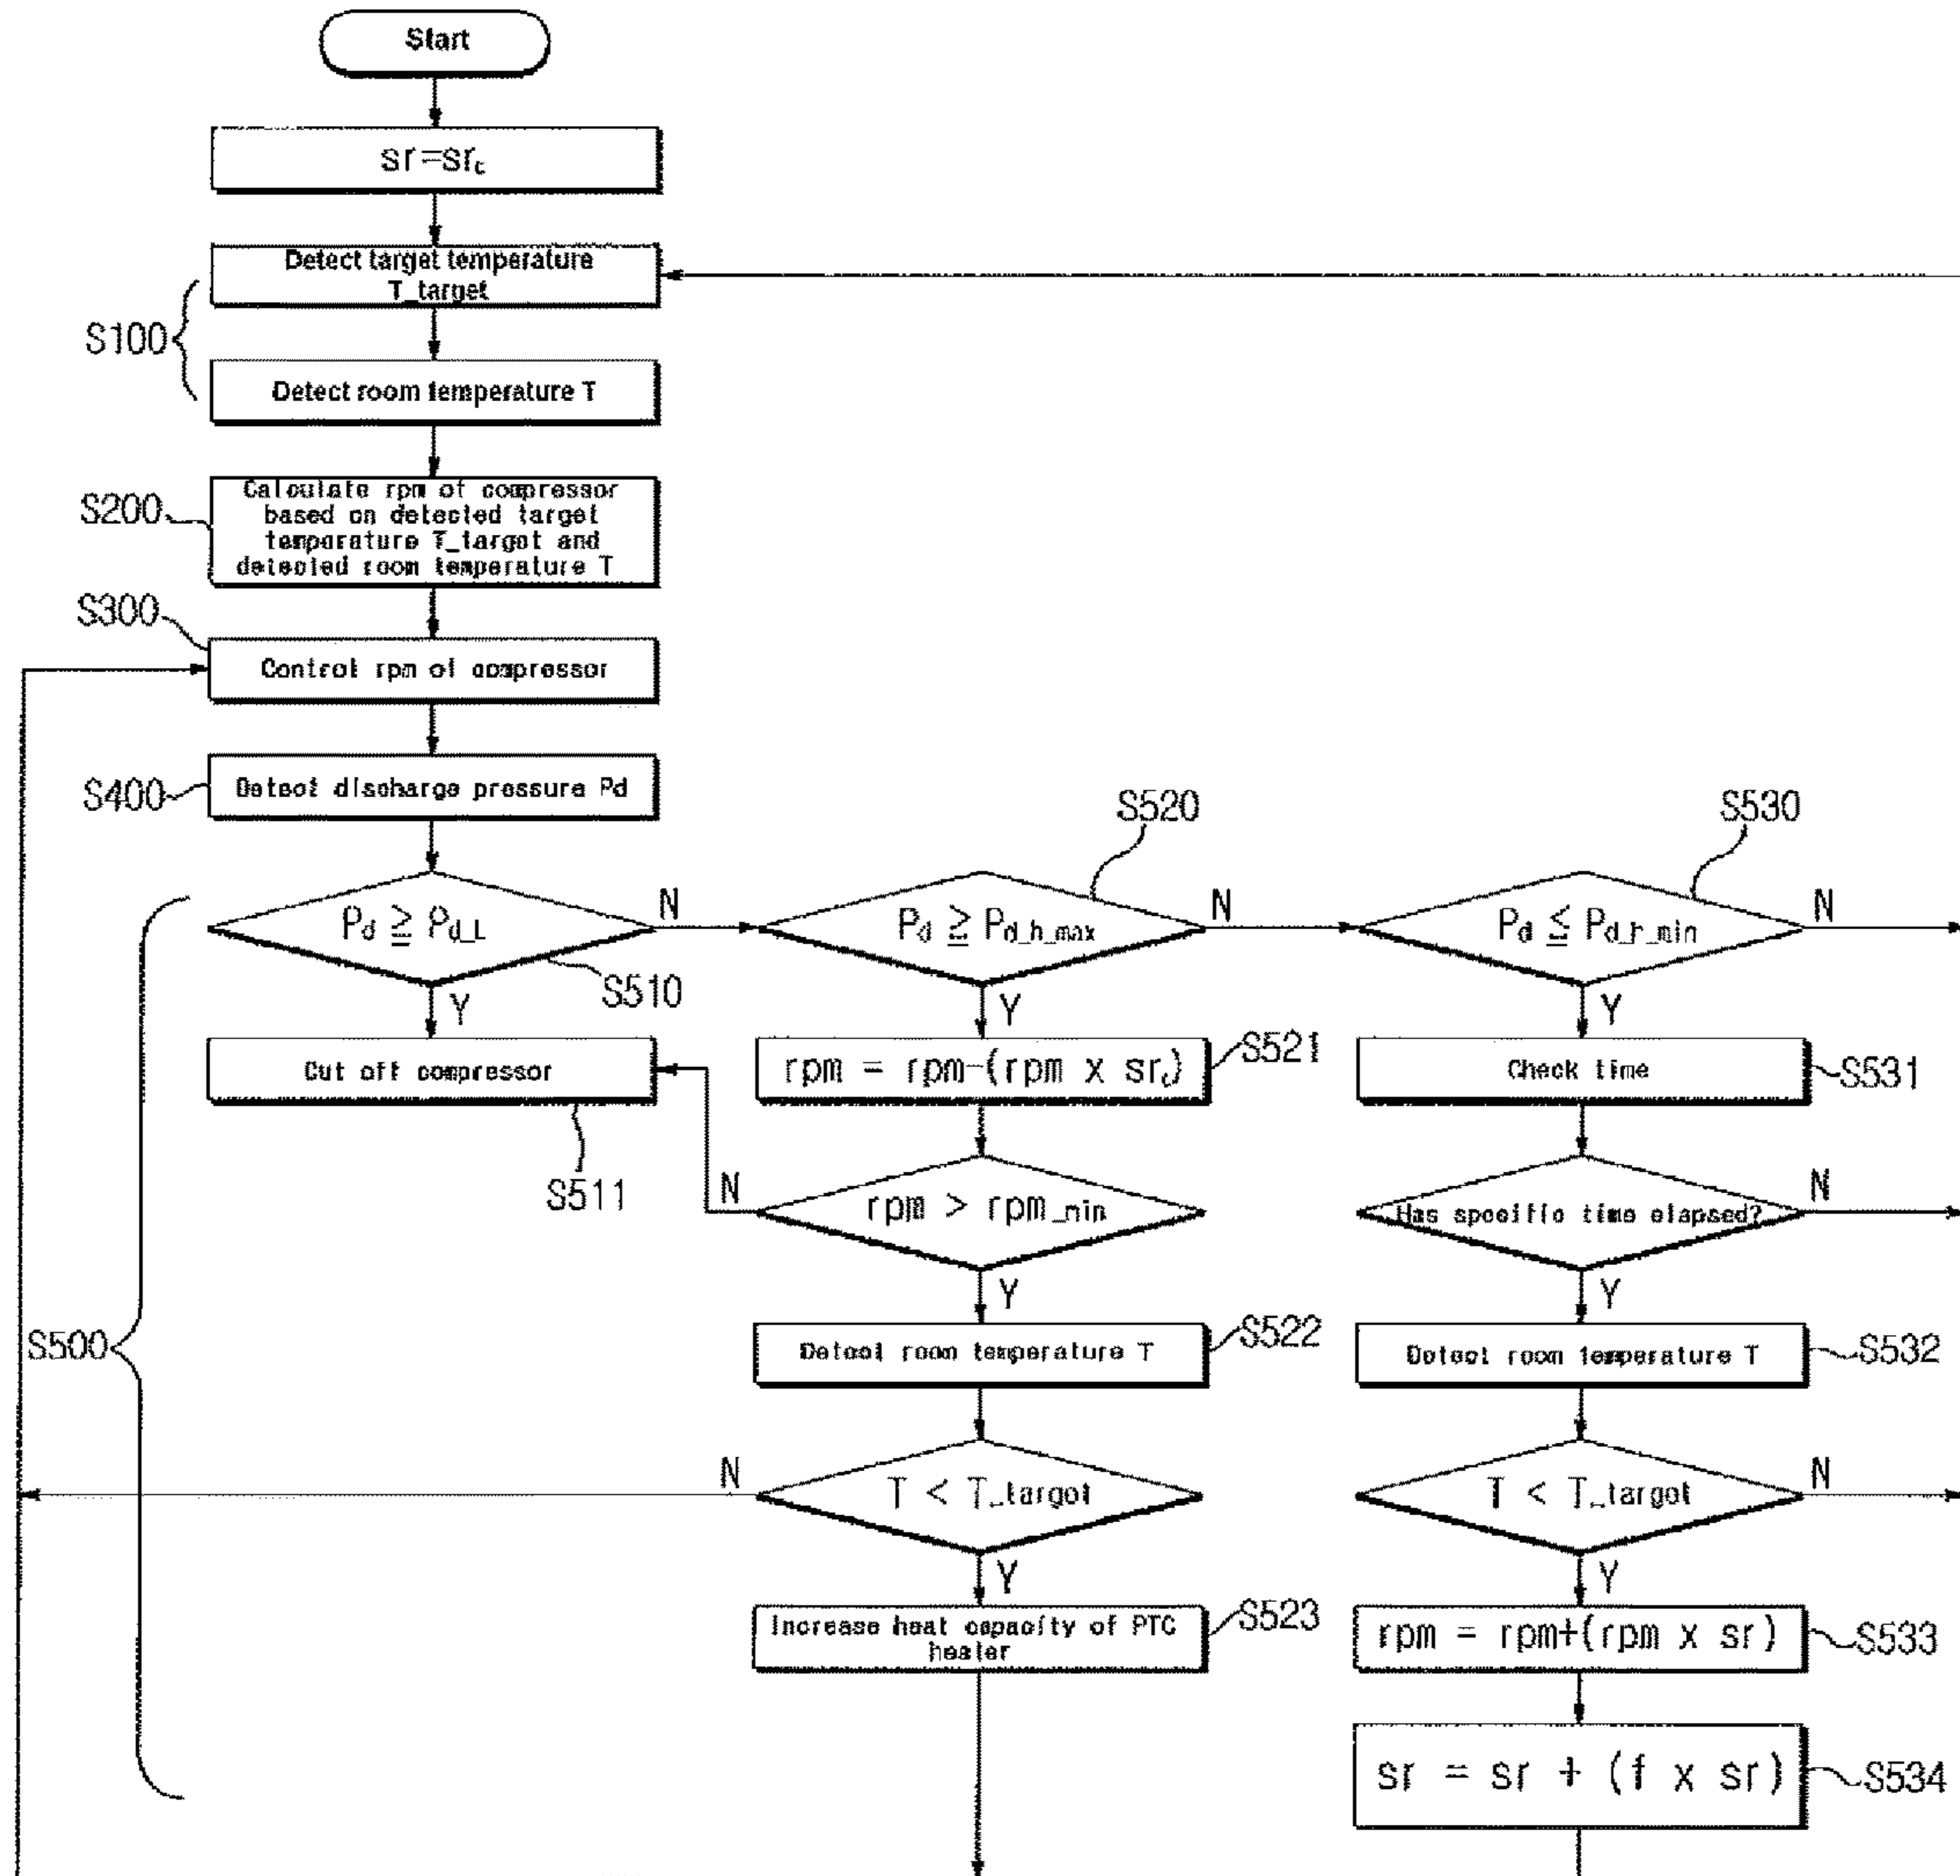 Start
sr=sr₀
Detect target temperature
T_target
S100
Detect room temperature T
Calculate rpm of compressor
based on detected target
temperature T_target and
detected room temperature T
S200
S300
Control rpm of compressor
Detect discharge pressure Pd
S400
S520
S530
Pd ≥ Pd_L
N
Pd ≥ Pd_h_max
N
Pd ≤ Pd_h_min
N
S510
Y
Y
Y
Cut off compressor
S511
rpm = rpm-(rpm x sr₀)
S521
Check time
S531
N
rpm > rpm_min
Has specific time elapsed?
N
Y
Y
S500
Detect room temperature T
S522
Detect room temperature T
S532
N
T < T_target
T < T_target
N
Y
Y
Increase heat capacity of PTC
heater
S523
rpm = rpm+(rpm x sr)
S533
sr = sr + (f x sr)
S534